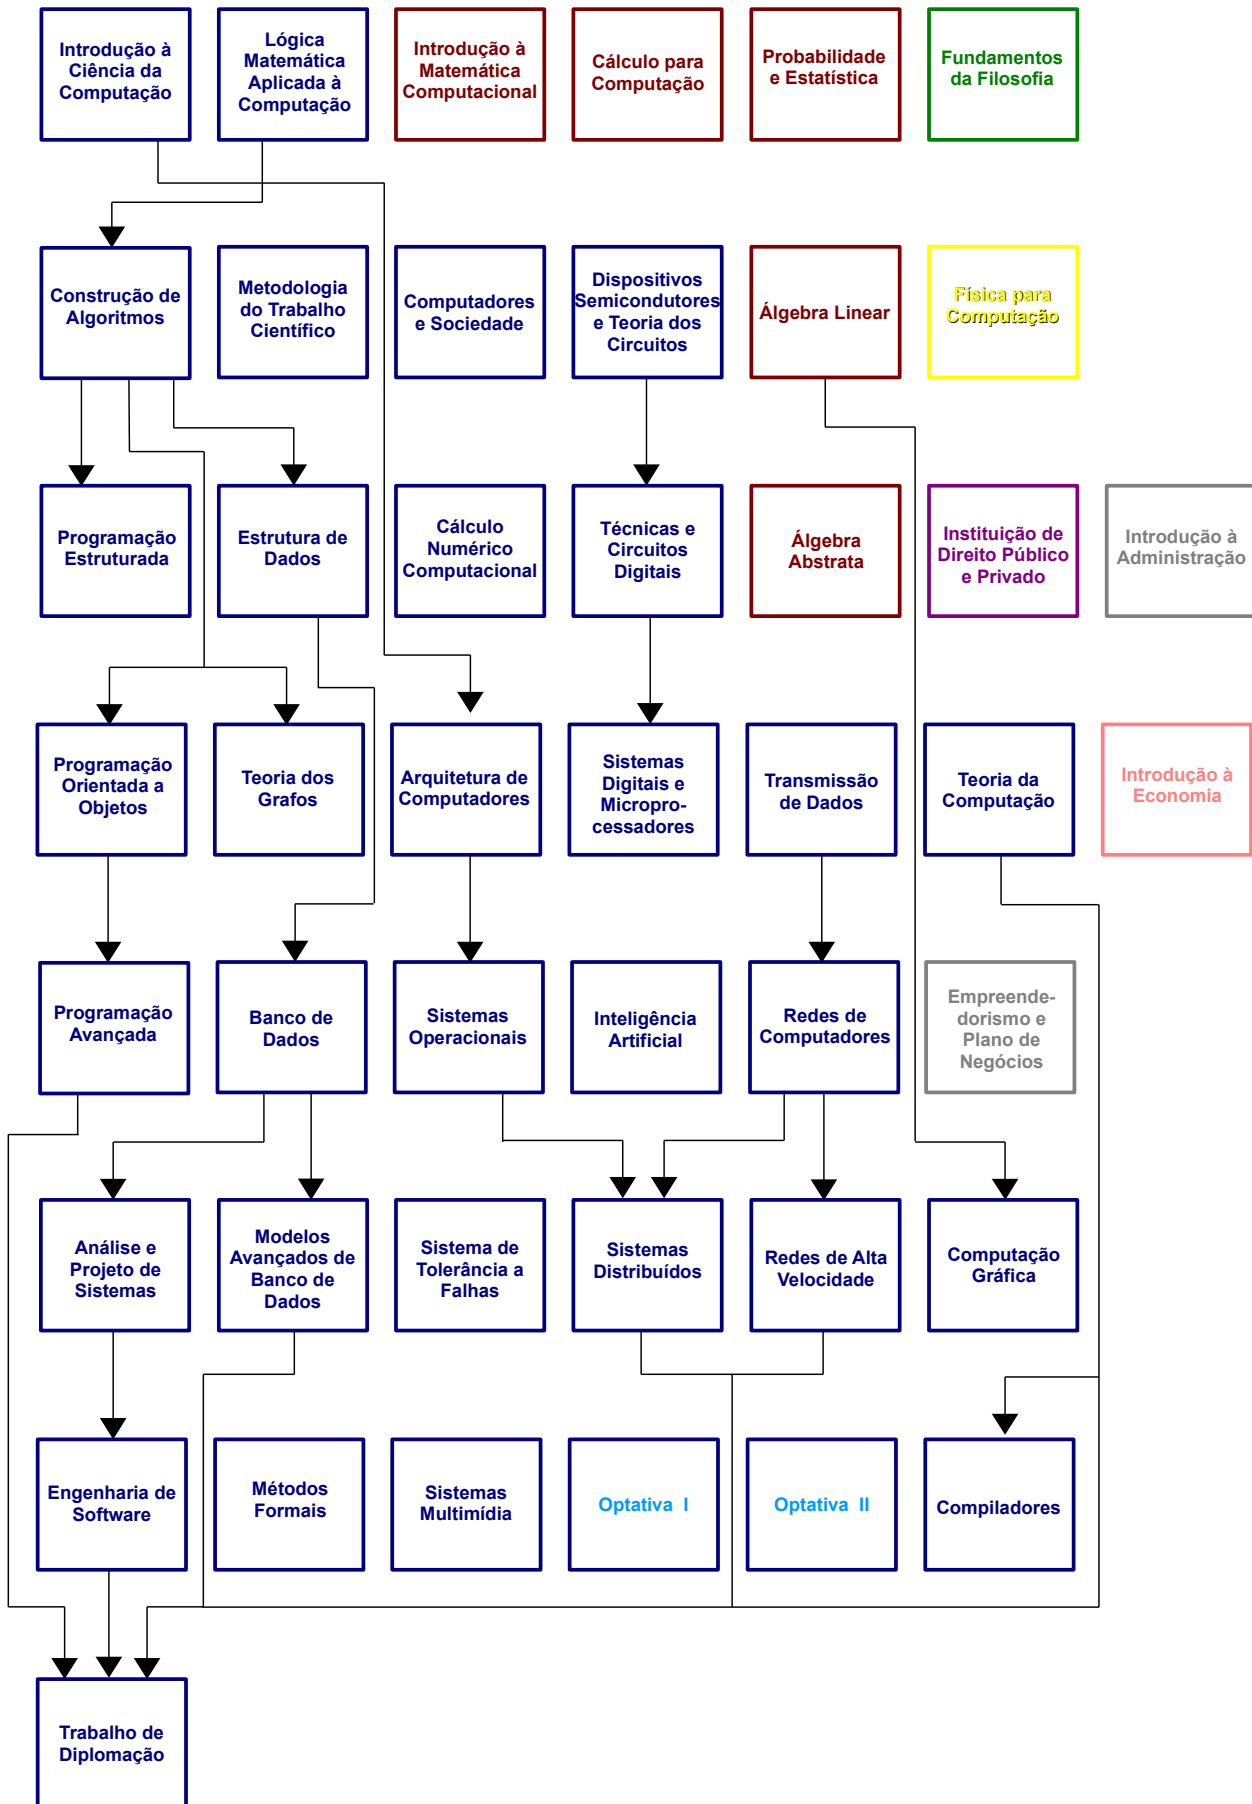 Introdução à
Ciência da
Computação
Lógica
Matemática
Aplicada à
Computação
Introdução à
Matemática
Computacional
Cálculo para
Computação
Probabilidade
e Estatística
Fundamentos
da Filosofia
Construção de
Algoritmos
Metodologia
do Trabalho
Científico
Computadores
e Sociedade
Dispositivos
Semicondutores
e Teoria dos
Circuitos
Álgebra Linear
Física para
Computação
Programação
Estruturada
Estrutura de
Dados
Cálculo
Numérico
Computacional
Técnicas e
Circuitos
Digitais
Álgebra
Abstrata
Instituição de
Direito Público
e Privado
Introdução à
Administração
Programação
Orientada a
Objetos
Teoria dos
Grafos
Arquitetura de
Computadores
Sistemas
Digitais e
Micropro-
cessadores
Transmissão
de Dados
Teoria da
Computação
Introdução à
Economia
Programação
Avançada
Banco de
Dados
Sistemas
Operacionais
Inteligência
Artificial
Redes de
Computadores
Empreende-
dorismo e
Plano de
Negócios
Análise e
Projeto de
Sistemas
Modelos
Avançados de
Banco de
Dados
Sistema de
Tolerância a
Falhas
Sistemas
Distribuídos
Redes de Alta
Velocidade
Computação
Gráfica
Engenharia de
Software
Métodos
Formais
Sistemas
Multimídia
Optativa I
Optativa II
Compiladores
Trabalho de
Diplomação